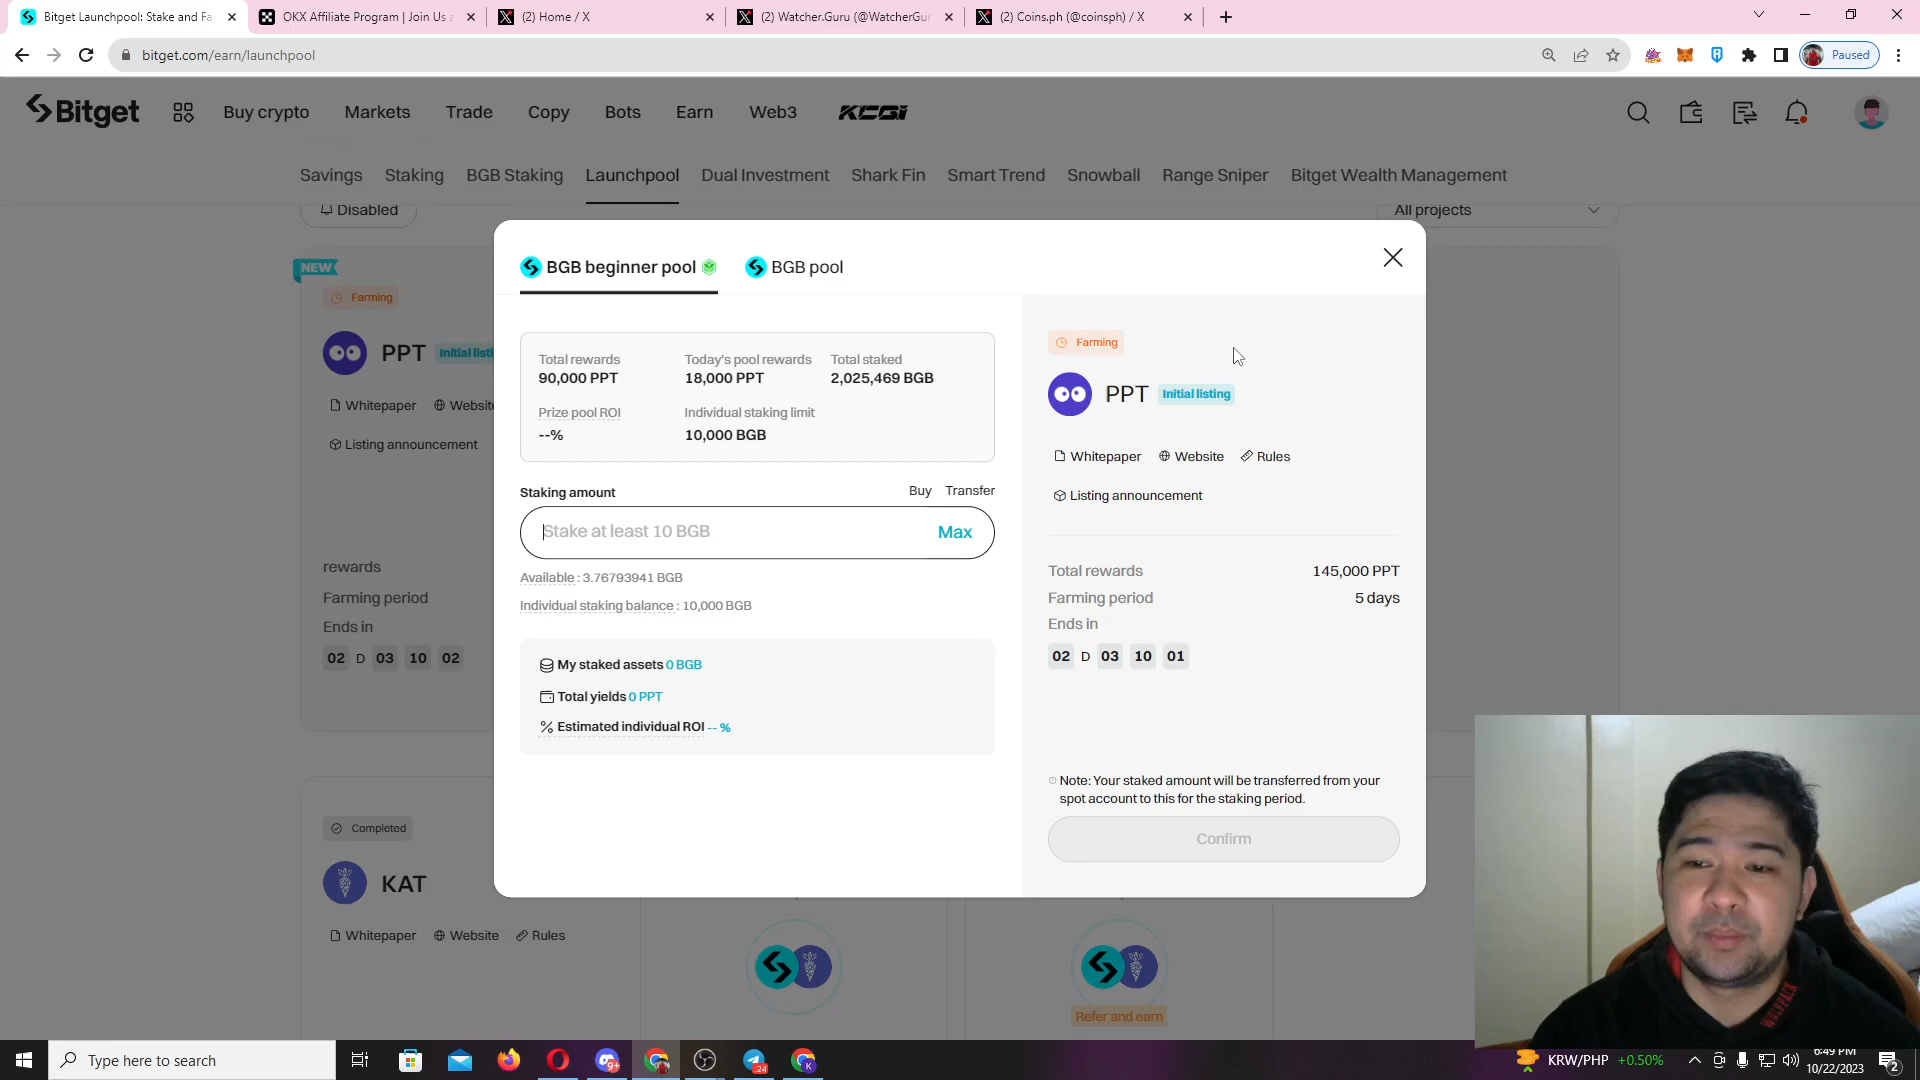 Bitget Launchpool: Stake and Fa
OKX Affiliate Program | Join Us a
(2) Home / X
(2) Watcher.Guru (@WatcherGur
(2) Coins.ph (@coinsph) / X
bitget.com/earn/launchpool
Paused
Bitget
Buy crypto
Markets
Trade
Copy
Bots
Earn
Web3
KCGI
Savings
Staking
BGB Staking
Launchpool
Dual Investment
Shark Fin
Smart Trend
Snowball
Range Sniper
Bitget Wealth Management
Disabled
All projects
NEW
Farming
PPT Initial listi
Whitepaper Websit
Listing announcement
rewards
Farming period
Ends in
02 D 03 10 02
BGB beginner pool
BGB pool
Total rewards
90,000 PPT
Today's pool rewards
18,000 PPT
Total staked
2,025,469 BGB
Prize pool ROI
--%
Individual staking limit
10,000 BGB
Staking amount
Buy Transfer
Stake at least 10 BGB
Max
Available : 3.76793941 BGB
Individual staking balance : 10,000 BGB
My staked assets 0 BGB
Total yields 0 PPT
Estimated individual ROI -- %
Farming
PPT Initial listing
Whitepaper Website Rules
Listing announcement
Total rewards 145,000 PPT
Farming period 5 days
Ends in
02 D 03 10 01
Note: Your staked amount will be transferred from your
spot account to this for the staking period.
Confirm
Completed
KAT
Whitepaper Website Rules
Refer and earn
Type here to search
9+
24
K
KRW/PHP +0.50%
6:49 PM
10/22/2023
2